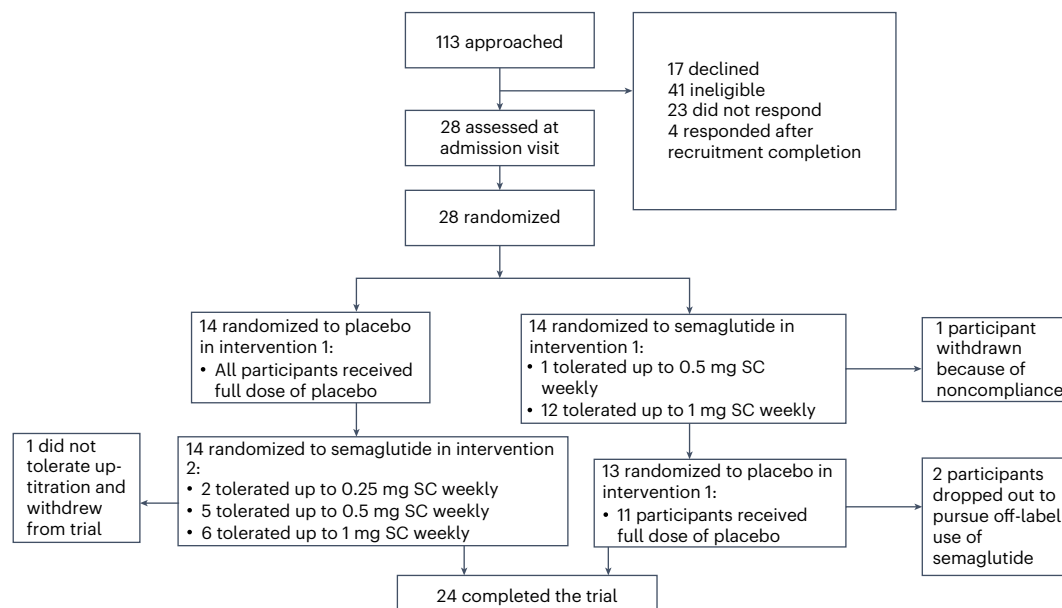 113 approached
17 declined
41 ineligible
23 did not respond
4 responded after
recruitment completion
28 assessed at
admission visit
28 randomized
14 randomized to placebo
in intervention 1:
• All participants received
full dose of placebo
14 randomized to semaglutide in
intervention 1:
• 1 tolerated up to 0.5 mg SC
weekly
• 12 tolerated up to 1 mg SC weekly
1 participant
withdrawn
because of
noncompliance
1 did not
tolerate up-
titration and
withdrew
from trial
14 randomized to semaglutide in intervention
2:
• 2 tolerated up to 0.25 mg SC weekly
• 5 tolerated up to 0.5 mg SC weekly
• 6 tolerated up to 1 mg SC weekly
13 randomized to placebo in
intervention 1:
• 11 participants received
full dose of placebo
2 participants
dropped out to
pursue off-label
use of
semaglutide
24 completed the trial